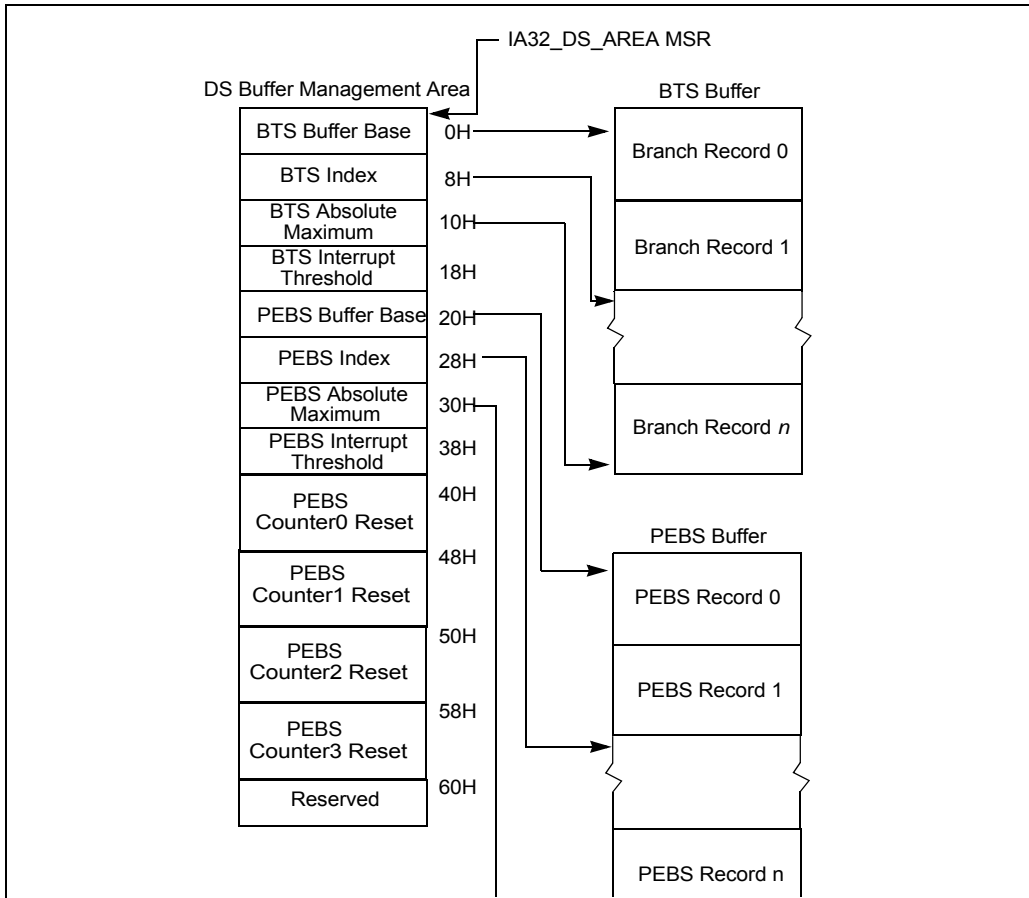 IA32_DS_AREA MSR
DS Buffer Management Area
BTS Buffer Base
0H
BTS Index
8H
BTS Absolute
Maximum
10H
BTS Interrupt
Threshold
18H
PEBS Buffer Base
20H
PEBS Index
28H
PEBS Absolute
Maximum
30H
PEBS Interrupt
Threshold
38H
PEBS
Counter0 Reset
40H
PEBS
Counter1 Reset
48H
PEBS
Counter2 Reset
50H
PEBS
Counter3 Reset
58H
Reserved
60H
BTS Buffer
Branch Record 0
Branch Record 1
Branch Record n
PEBS Buffer
PEBS Record 0
PEBS Record 1
PEBS Record n